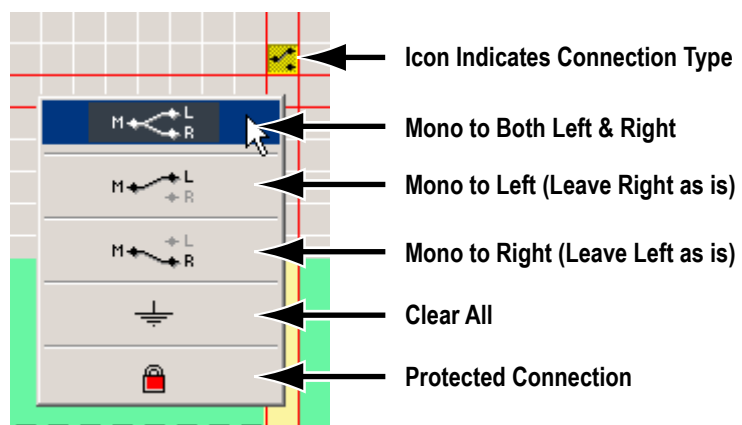 Icon Indicates Connection Type
M L
R
Mono to Both Left & Right
M L
R
Mono to Left (Leave Right as is)
L
M R
Mono to Right (Leave Left as is)
Clear All
Protected Connection